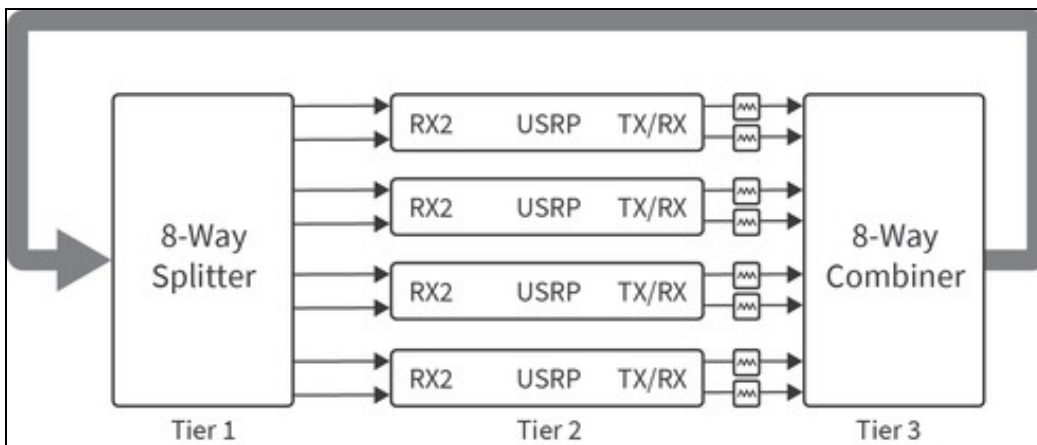 RX2 USRP TX/RX
RX2 USRP TX/RX
8-Way
Splitter
8-Way
Combiner
RX2 USRP TX/RX
RX2 USRP TX/RX
Tier 1 Tier 2 Tier 3